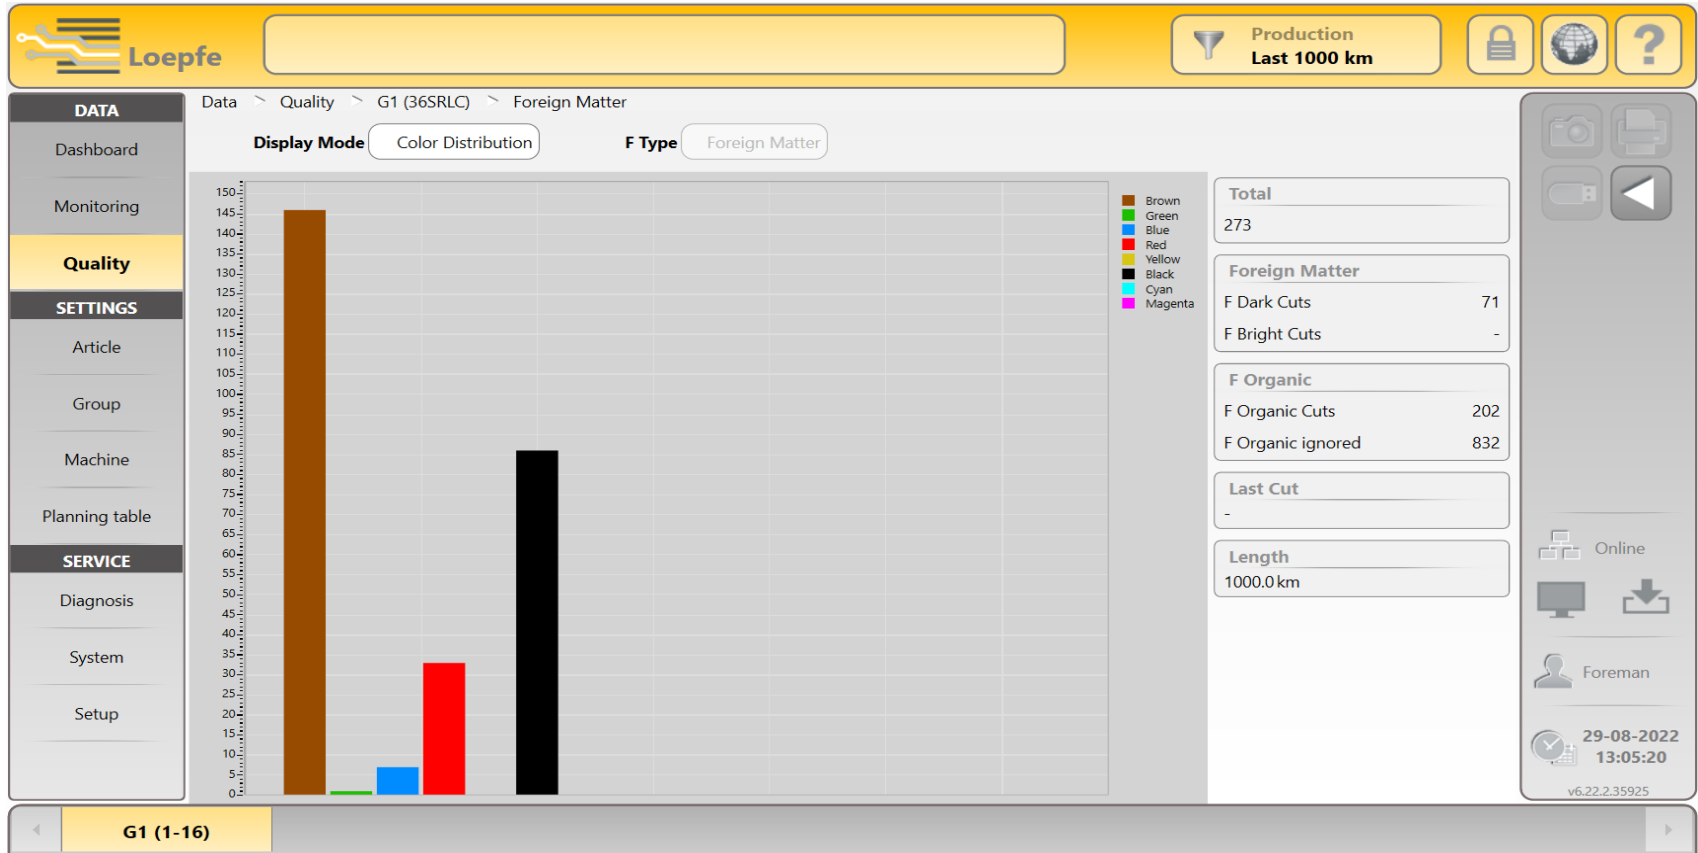 Loepfe
Production
Last 1000 km
?
DATA
Dashboard
Monitoring
Quality
SETTINGS
Article
Group
Machine
Planning table
SERVICE
Diagnosis
System
Setup
Data > Quality > G1 (36SRLC) > Foreign Matter
Display Mode Color Distribution F Type Foreign Matter
150
145
140
135
130
125
120
115
110
105
100
95
90
85
80
75
70
65
60
55
50
45
40
35
30
25
20
15
10
5
0
Brown
Green
Blue
Red
Yellow
Black
Cyan
Magenta
Total
273
Foreign Matter
F Dark Cuts 71
F Bright Cuts -
F Organic
F Organic Cuts 202
F Organic ignored 832
Last Cut
-
Length
1000.0 km
Online
Foreman
29-08-2022
13:05:20
v6.22.2.35925
G1 (1-16)